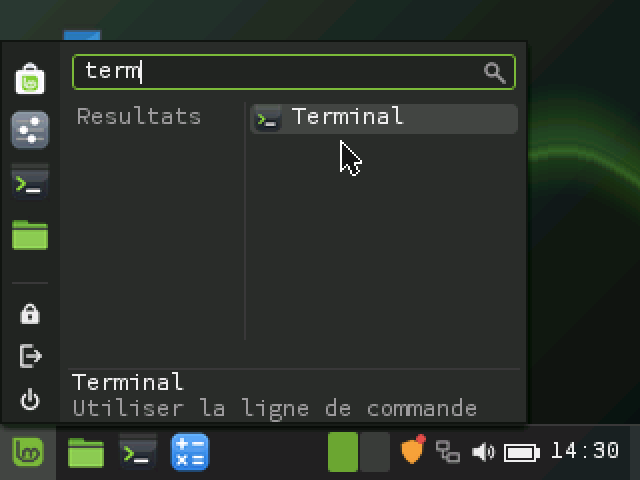 term
Resultats
Terminal
Terminal
Utiliser la ligne de commande
14:30